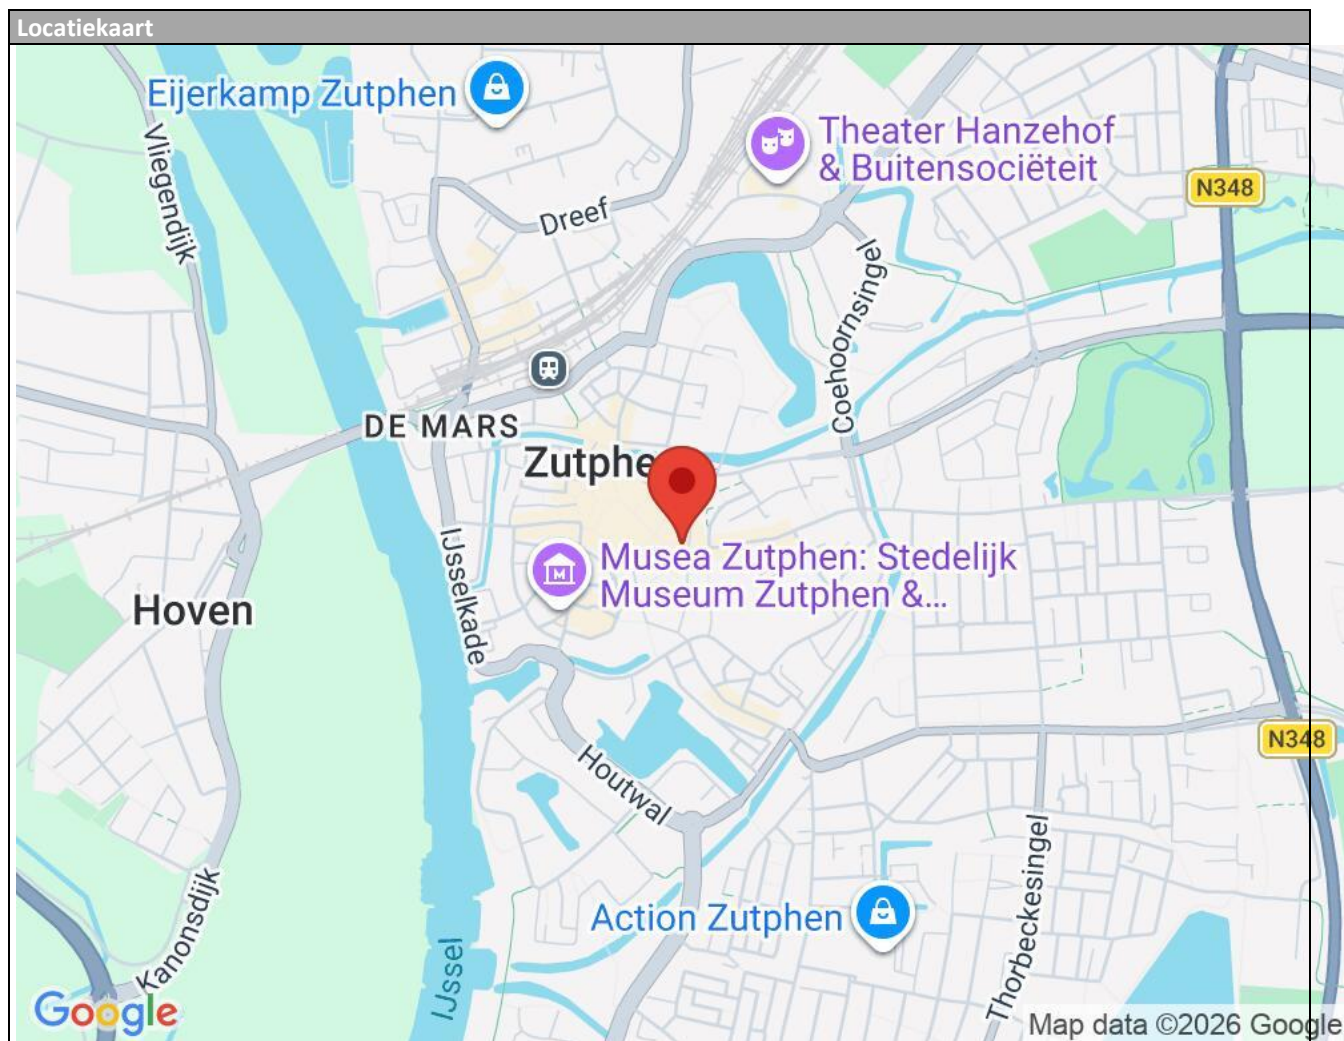 Locatiekaart
Eijerkamp Zutphen
Theater Hanzehof
& Buitensociëteit
N348
Vliegendijk
Dreef
Coehoornsingel
DE MARS
Zutphe
Musea Zutphen: Stedelijk
Museum Zutphen &...
IJsselkade
Hoven
Houtwal
N348
Thorbeckesingel
Action Zutphen
Kanonsdijk
IJssel
Google
Map data ©2026 Google